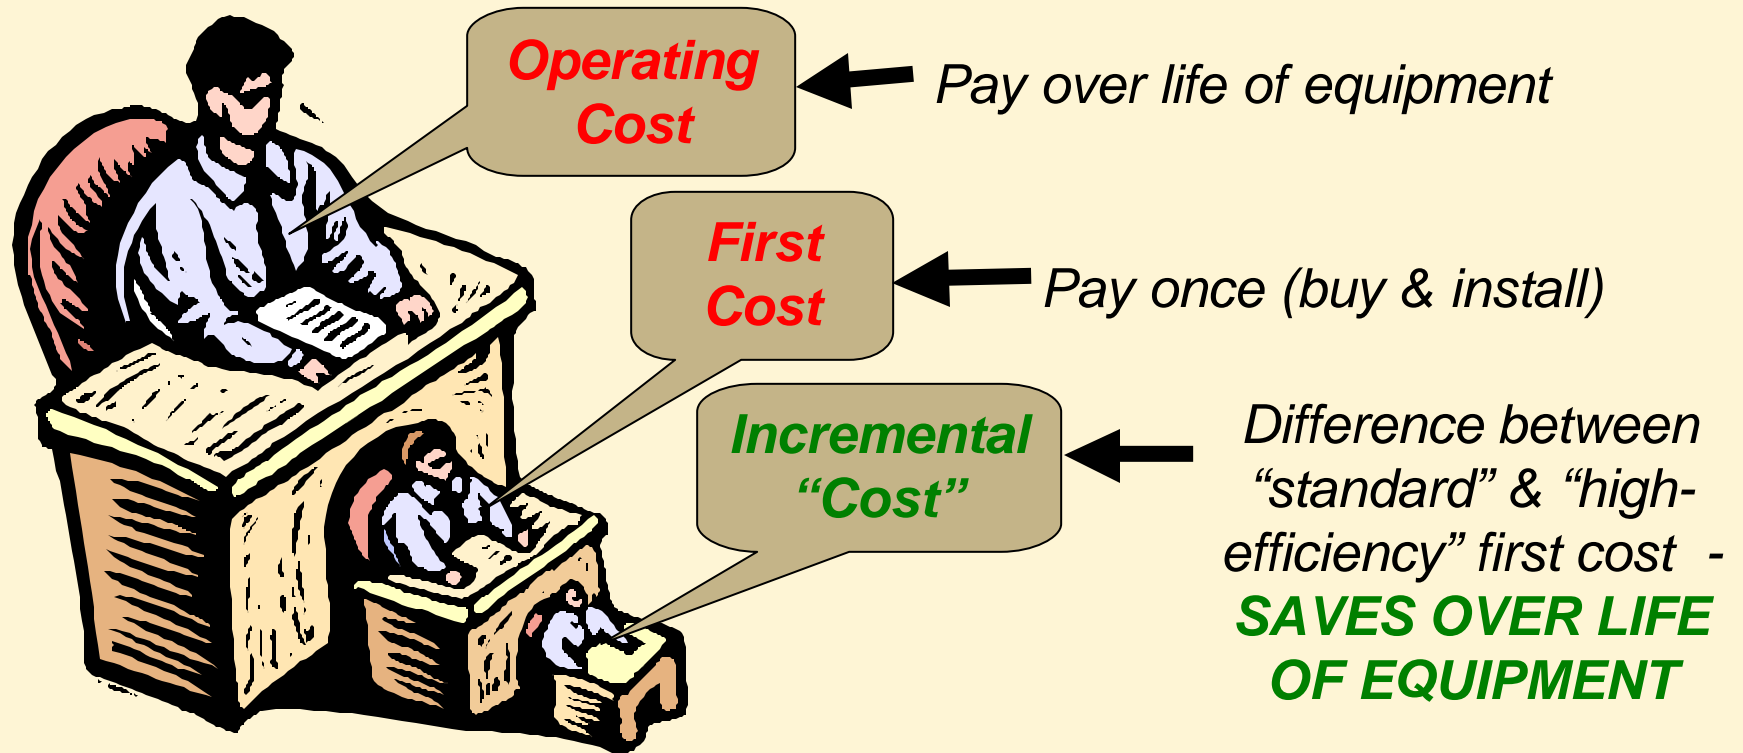 Operating
Cost
Pay over life of equipment
First
Cost
Pay once (buy & install)
Incremental
“Cost”
Difference between
“standard” & “high-
efficiency” first cost -
SAVES OVER LIFE
OF EQUIPMENT